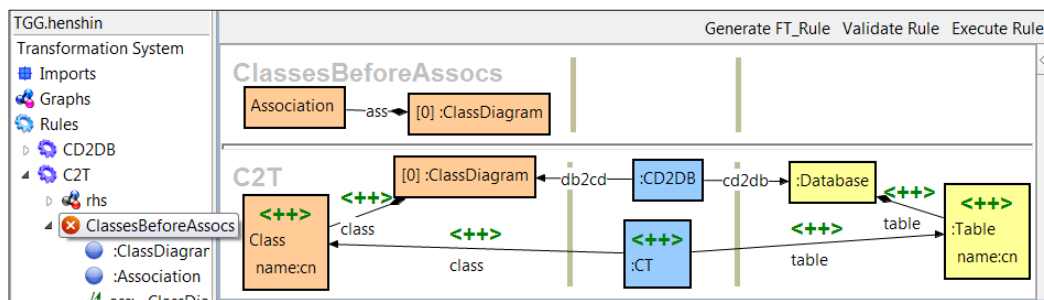 TGG.henshin
Transformation System
Imports
Graphs
Rules
CD2DB
C2T
rhs
ClassesBeforeAssocs
:ClassDiagrar
:Association
Generate FT_Rule Validate Rule Execute Rule
ClassesBeforeAssocs
Association
ass
[0] :ClassDiagram
C2T
[0] :ClassDiagram
db2cd
:CD2DB
cd2db
:Database
<++>
Class
name:cn
<++>
class
<++>
class
<++>
:CT
<++>
table
<++>
table
<++>
:Table
name:cn